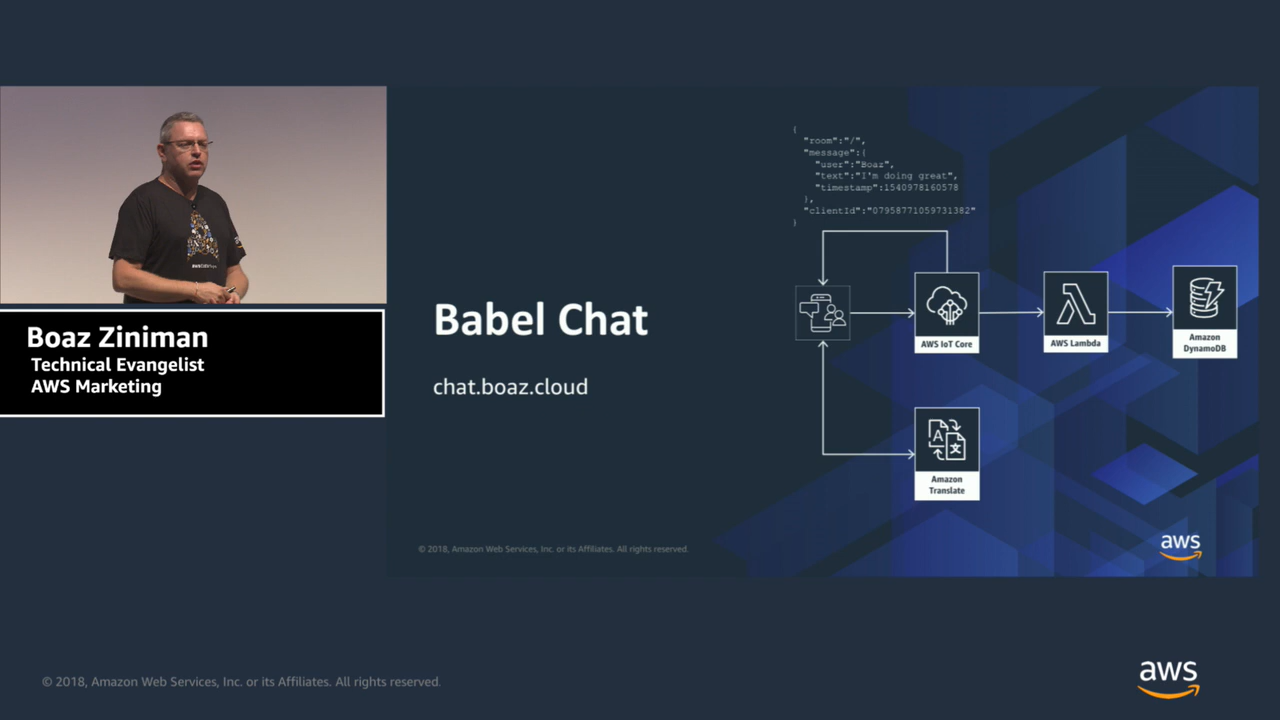 Boaz Ziniman
Technical Evangelist
AWS Marketing
Babel Chat
chat.boaz.cloud
{
"room":"/",
"message":{
"user":"Boaz",
"text":"I'm doing great",
"timestamp":1540978160578
},
"clientId":"07958771059731382"
}
AWS IoT Core
AWS Lambda
Amazon
DynamoDB
A
文
Amazon
Translate
© 2018, Amazon Web Services, Inc. or its Affiliates. All rights reserved.
aws
© 2018, Amazon Web Services, Inc. or its Affiliates. All rights reserved.
aws